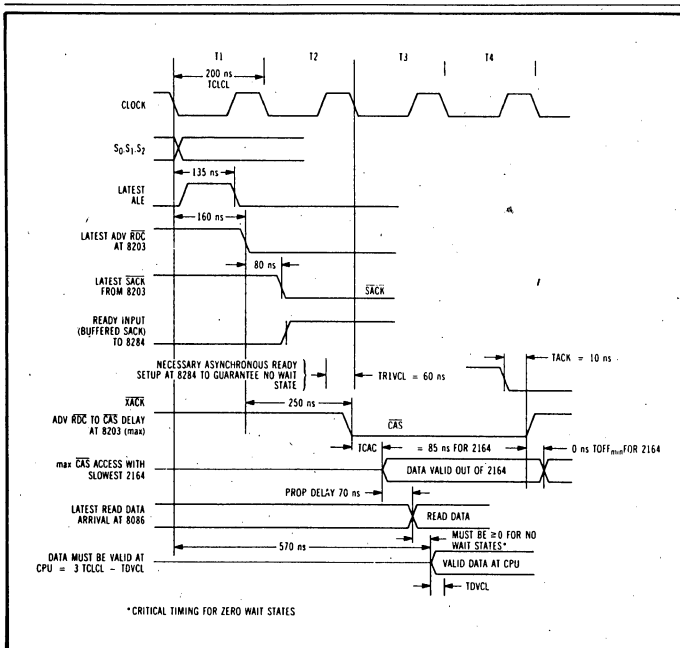 T1 T2 T3 T4
200 ns
TCLCL
CLOCK
S0.S1.S2
135 ns
LATEST
ALE
160 ns
LATEST ADV RDC
AT 8203
80 ns
LATEST SACK
FROM 8203
SACK
READY INPUT
(BUFFERED SACK)
TO 8284
TACK = 10 ns
NECESSARY ASYNCHRONOUS READY
SETUP AT 8284 TO GUARANTEE NO WAIT
STATE
TR1VCL = 60 ns
XACK
250 ns
ADV RDC TO CAS DELAY
AT 8203 (max)
CAS
TCAC = 85 ns FOR 2164
0 ns TOFFmin FOR 2164
max CAS ACCESS WITH
SLOWEST 2164
DATA VALID OUT OF 2164
PROP DELAY 70 ns
LATEST READ DATA
ARRIVAL AT 8086
READ DATA
570 ns
MUST BE ≥0 FOR NO
WAIT STATES*
DATA MUST BE VALID AT
CPU = 3 TCLCL - TDVCL
VALID DATA AT CPU
TDVCL
*CRITICAL TIMING FOR ZERO WAIT STATES